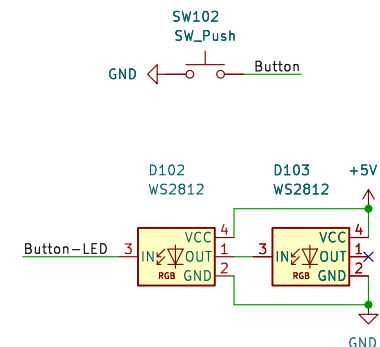 SW102
SW_Push
GND
Button
D102
WS2812
D103
WS2812
+5V
Button-LED
3
IN
RGB
VCC
OUT
GND
4
1
2
3
IN
RGB
VCC
OUT
GND
4
1
2
GND